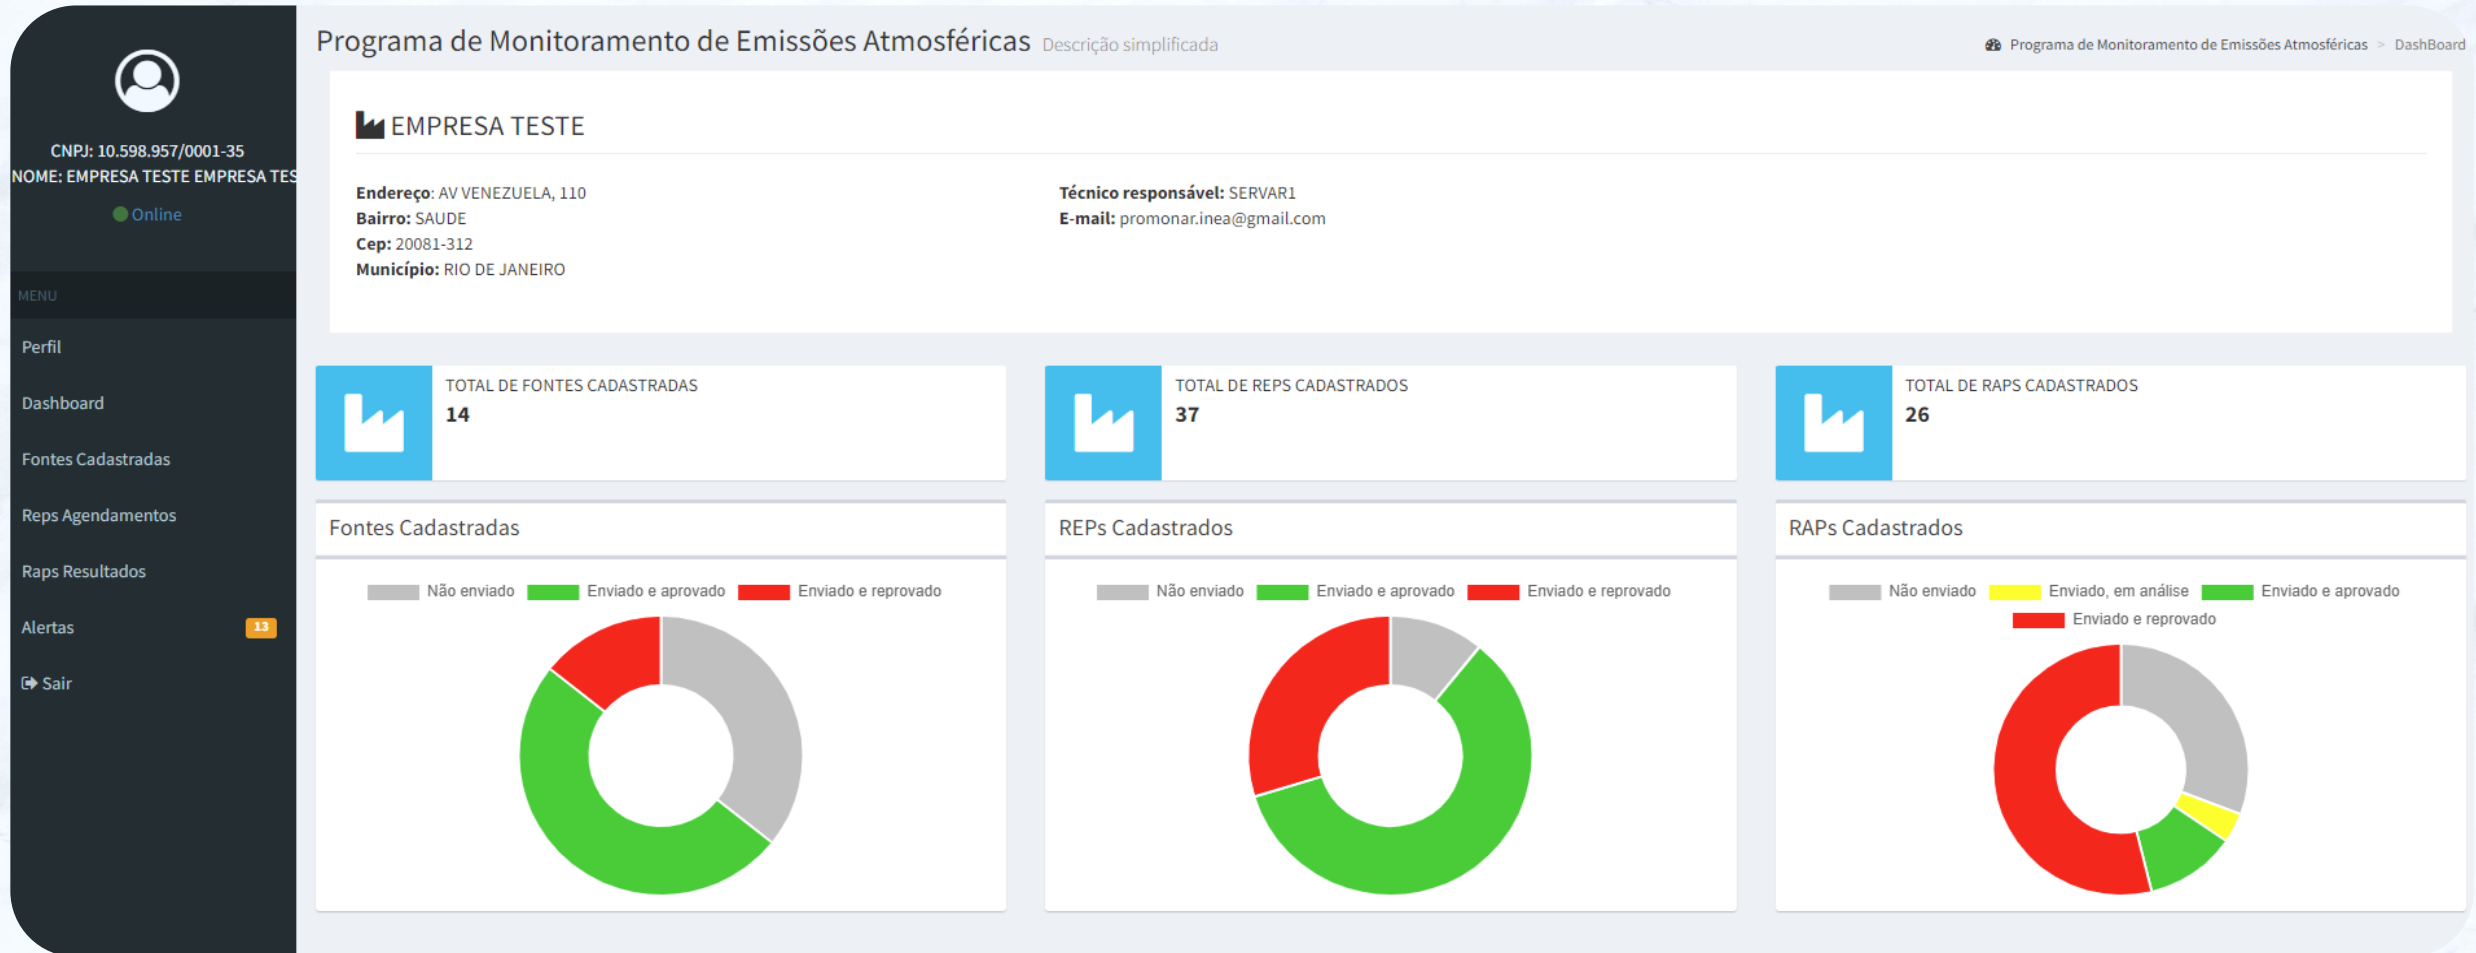 CNPJ: 10.598.957/0001-35
NOME: EMPRESA TESTE EMPRESA TES
Online
MENU
Perfil
Dashboard
Fontes Cadastradas
Reps Agendamentos
Raps Resultados
Alertas 13
Sair
Programa de Monitoramento de Emissões Atmosféricas Descrição simplificada
Programa de Monitoramento de Emissões Atmosféricas > DashBoard
EMPRESA TESTE
Endereço: AV VENEZUELA, 110
Bairro: SAUDE
Cep: 20081-312
Município: RIO DE JANEIRO
Técnico responsável: SERVAR1
E-mail: promonar.inea@gmail.com
TOTAL DE FONTES CADASTRADAS
14
TOTAL DE REPS CADASTRADOS
37
TOTAL DE RAPS CADASTRADOS
26
Fontes Cadastradas
Não enviado Enviado e aprovado Enviado e reprovado
REPs Cadastrados
Não enviado Enviado e aprovado Enviado e reprovado
RAPs Cadastrados
Não enviado Enviado, em análise Enviado e aprovado
Enviado e reprovado